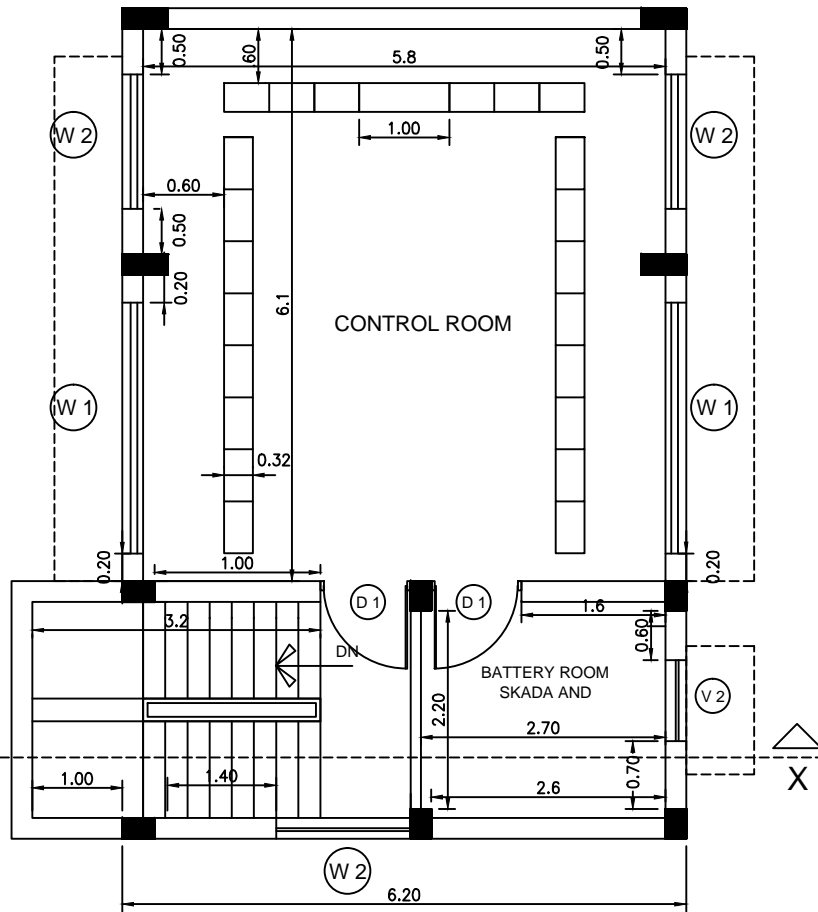 0.50
.60
5.8
0.50
W 2
W 2
1.00
0.60
0.50
0.20
6.1
CONTROL ROOM
W 1
W 1
0.32
0.20
1.00
0.20
D 1
D 1
3.2
1.6
0.60
DN
BATTERY ROOM
SKADA AND
V 2
2.20
2.70
X
1.00
1.40
2.6
0.70
W 2
6.20